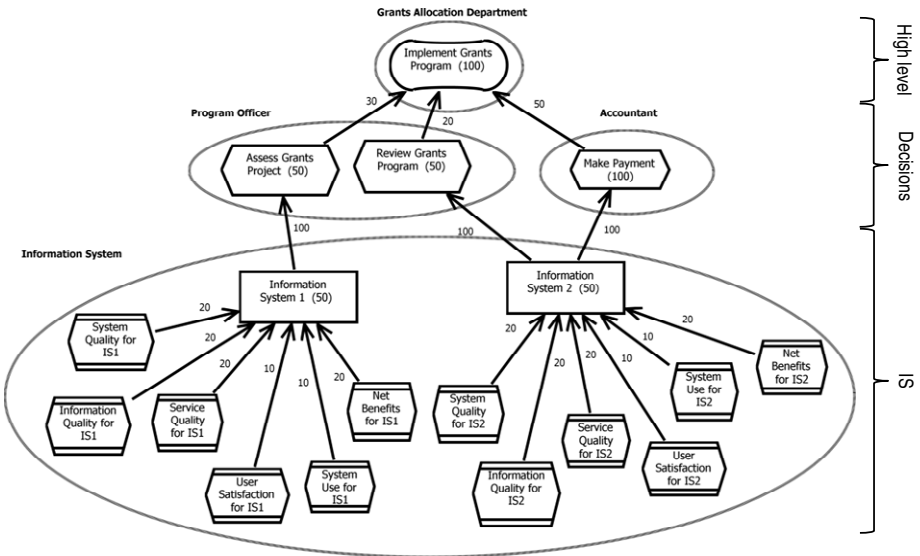 Grants Allocation Department
Implement Grants
Program (100)
High level
30
20
50
Program Officer
Accountant
Assess Grants
Project (50)
Review Grants
Program (50)
Make Payment
(100)
Decisions
100
100
100
Information System
Information
System 1 (50)
Information
System 2 (50)
20
20
20
10
10
20
20
20
20
10
10
20
System
Quality for
IS1
Information
Quality for
IS1
Service
Quality
for IS1
User
Satisfaction
for IS1
System
Use for
IS1
Net
Benefits
for IS1
System
Quality for
IS2
Information
Quality for
IS2
Service
Quality
for IS2
User
Satisfaction
for IS2
System
Use for
IS2
Net
Benefits
for IS2
IS